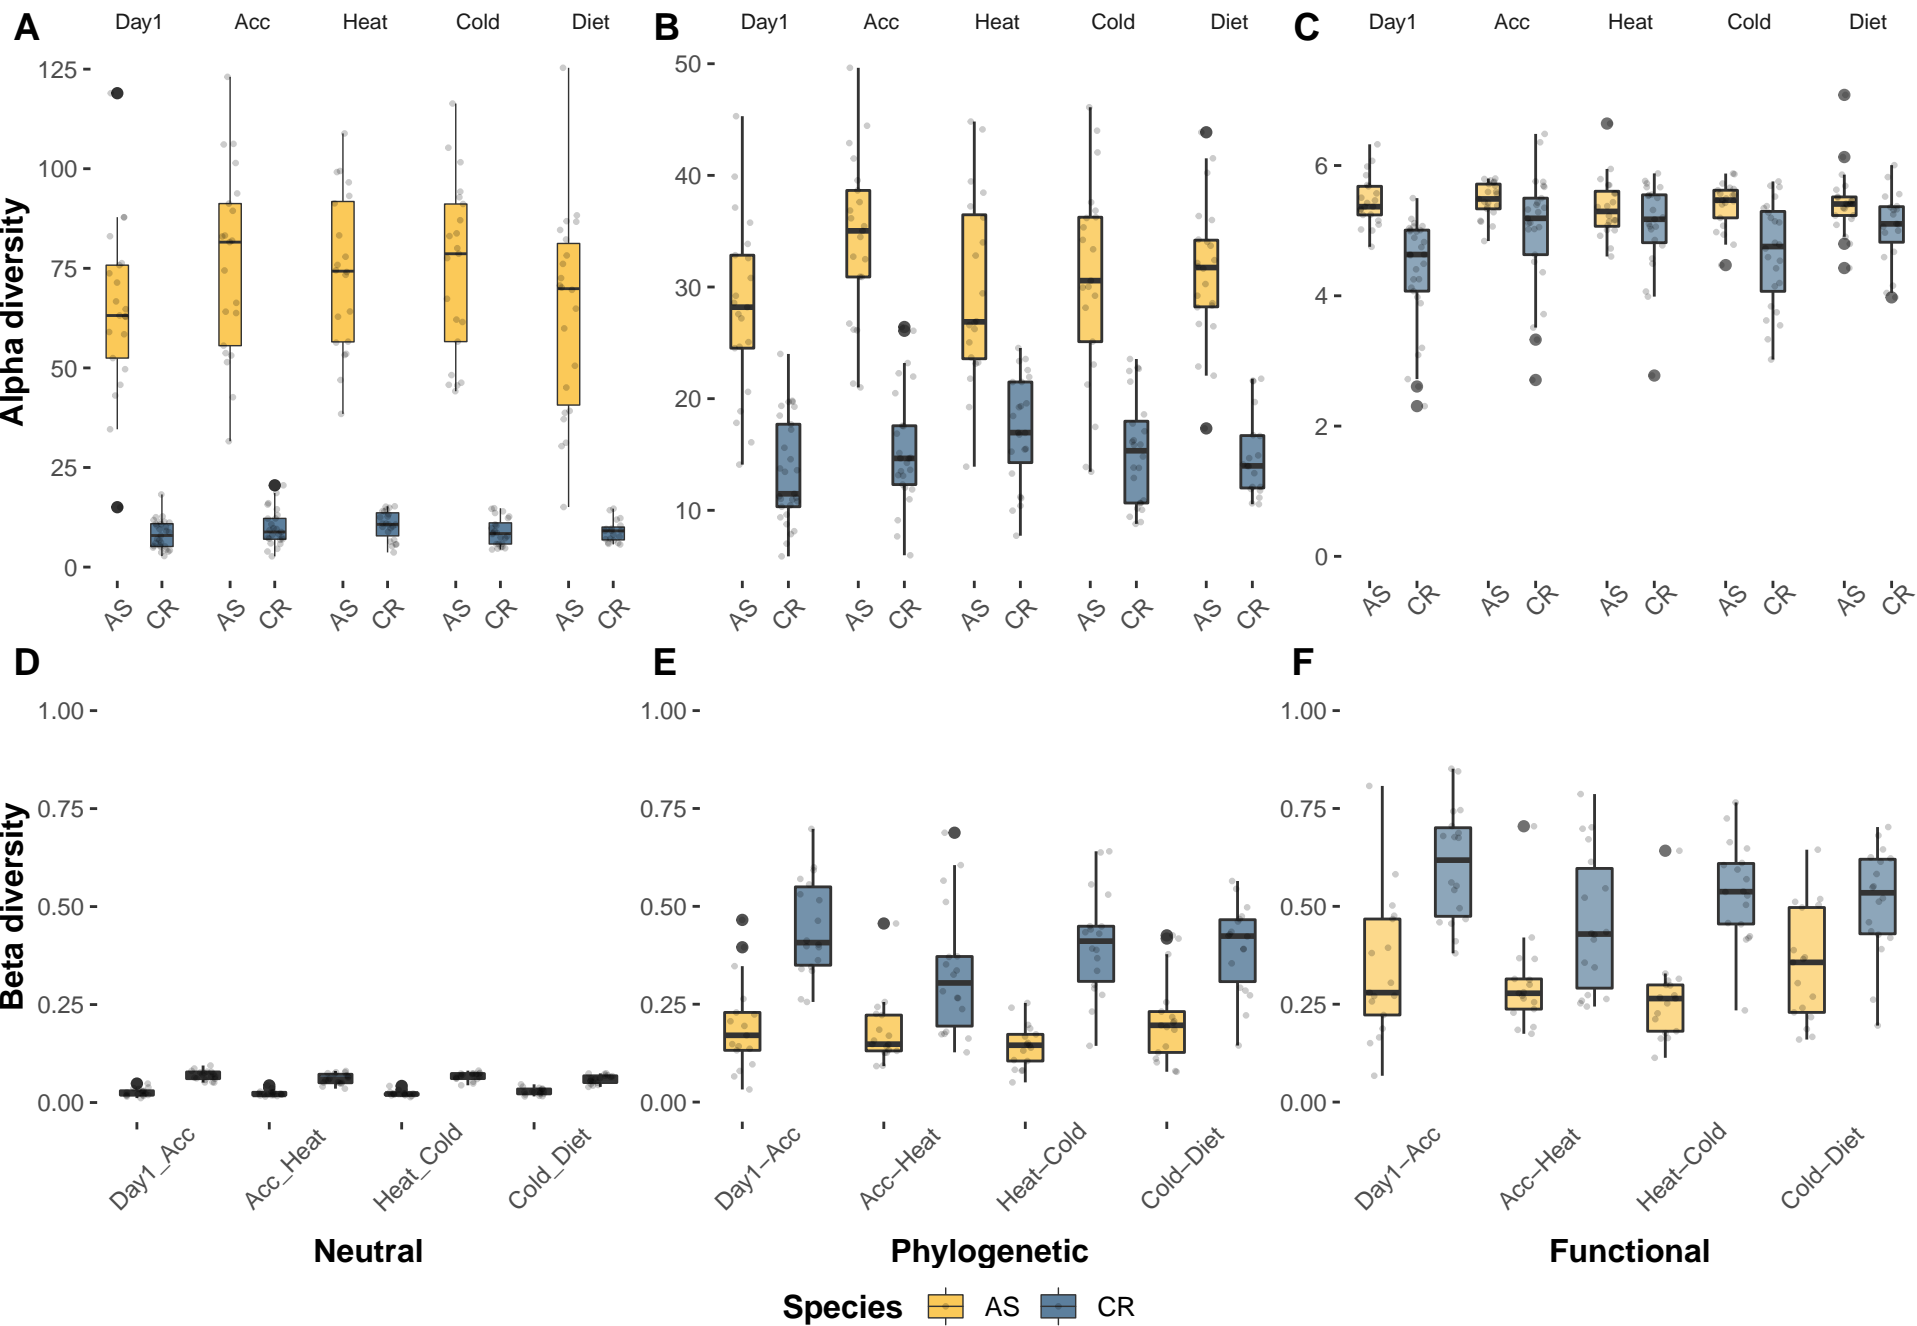 A
Day1 Acc Heat Cold Diet
B
Day1 Acc Heat Cold Diet
C
Day1 Acc Heat Cold Diet
Alpha diversity
125
100
75
50
25
0
50
40
30
20
10
6
4
2
0
AS CR AS CR AS CR AS CR AS CR
AS CR AS CR AS CR AS CR AS CR
AS CR AS CR AS CR AS CR AS CR
D
E
F
Beta diversity
1.00
0.75
0.50
0.25
0.00
1.00
0.75
0.50
0.25
0.00
1.00
0.75
0.50
0.25
0.00
Day1_Acc Acc_Heat Heat_Cold Cold_Diet
Day1−Acc Acc−Heat Heat−Cold Cold−Diet
Day1−Acc Acc−Heat Heat−Cold Cold−Diet
Neutral
Phylogenetic
Functional
Species AS CR